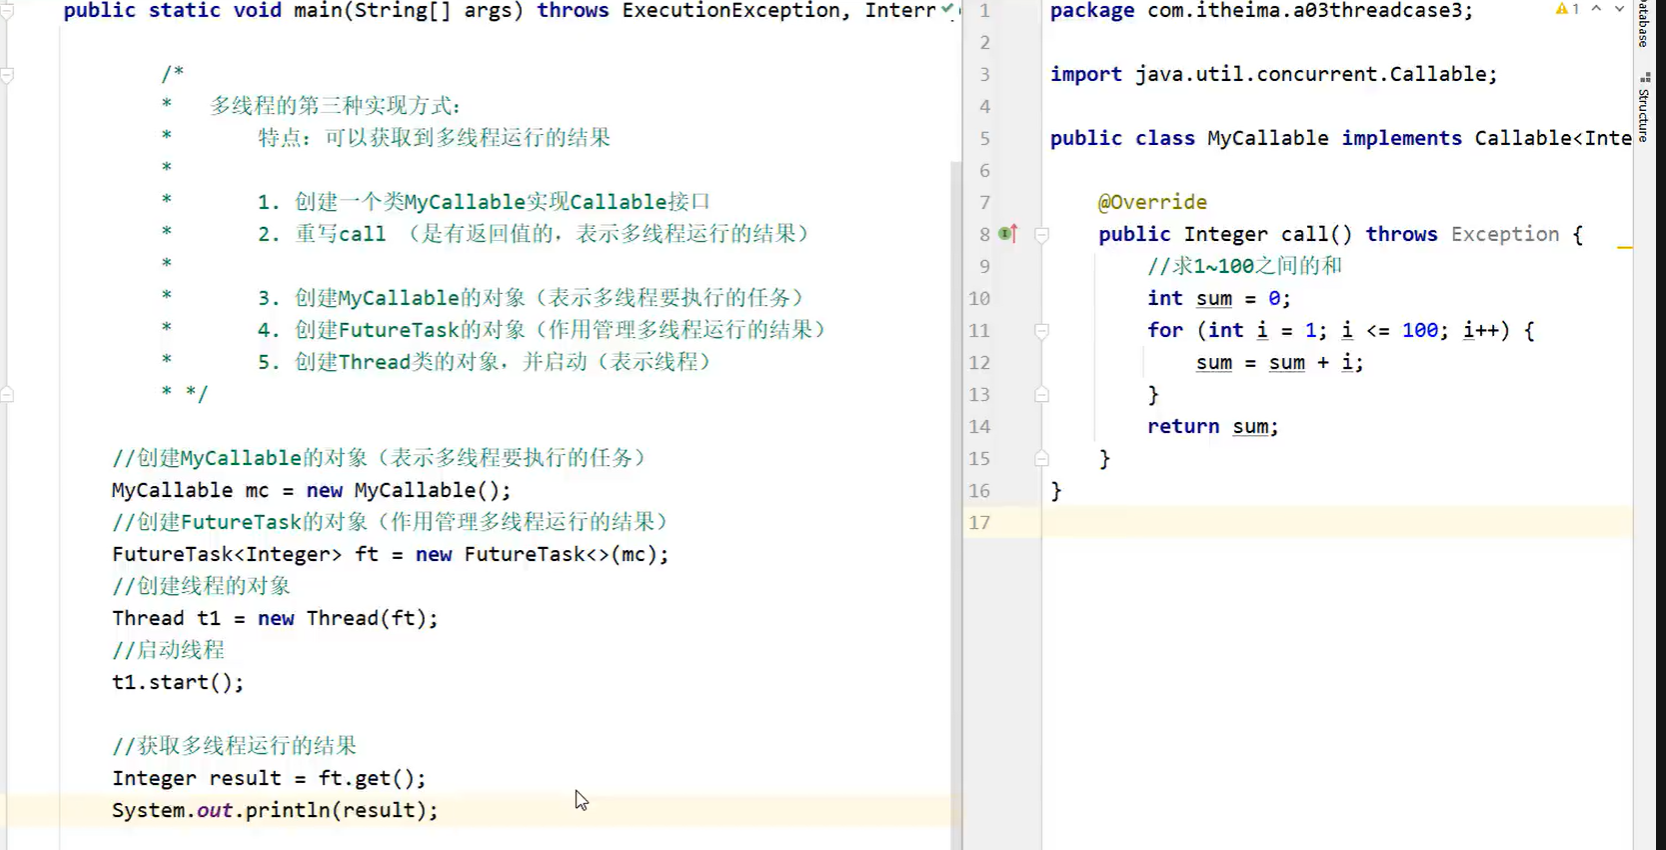 public static void main(String[] args) throws ExecutionException, Interr
/*
* 多线程的第三种实现方式：
* 特点：可以获取到多线程运行的结果
*
* 1. 创建一个类MyCallable实现Callable接口
* 2. 重写call （是有返回值的，表示多线程运行的结果）
*
* 3. 创建MyCallable的对象（表示多线程要执行的任务）
* 4. 创建FutureTask的对象（作用管理多线程运行的结果）
* 5. 创建Thread类的对象，并启动（表示线程）
* */
//创建MyCallable的对象（表示多线程要执行的任务）
MyCallable mc = new MyCallable();
//创建FutureTask的对象（作用管理多线程运行的结果）
FutureTask<Integer> ft = new FutureTask<>(mc);
//创建线程的对象
Thread t1 = new Thread(ft);
//启动线程
t1.start();
//获取多线程运行的结果
Integer result = ft.get();
System.out.println(result);
1 package com.itheima.a03threadcase3;
2
3 import java.util.concurrent.Callable;
4
5 public class MyCallable implements Callable<Inte
6
7 @Override
8 public Integer call() throws Exception {
9 //求1~100之间的和
10 int sum = 0;
11 for (int i = 1; i <= 100; i++) {
12 sum = sum + i;
13 }
14 return sum;
15 }
16 }
17
1
Database
Structure